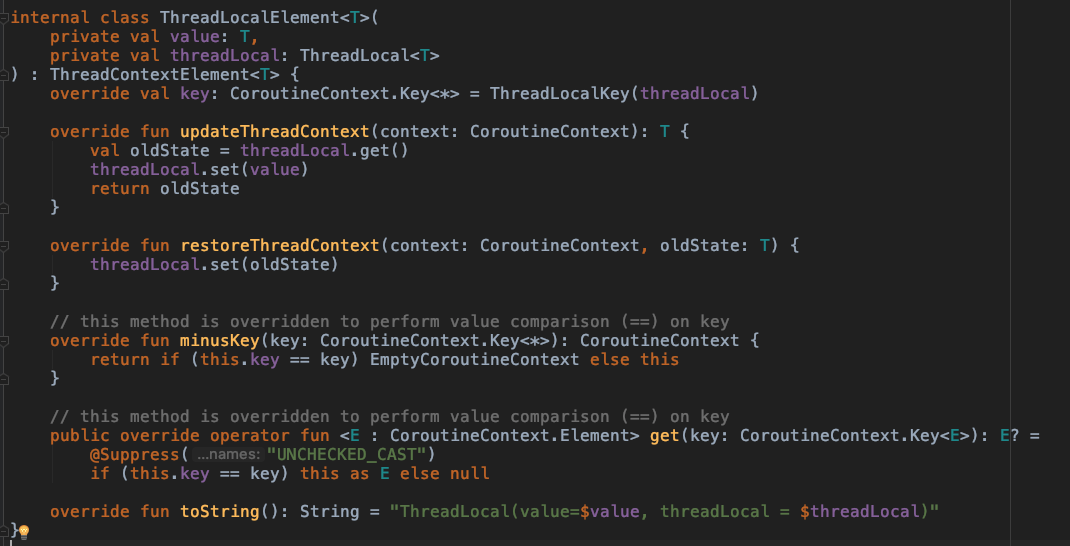 internal class ThreadLocalElement<T>(
    private val value: T,
    private val threadLocal: ThreadLocal<T>
) : ThreadContextElement<T> {
    override val key: CoroutineContext.Key<*> = ThreadLocalKey(threadLocal)

    override fun updateThreadContext(context: CoroutineContext): T {
        val oldState = threadLocal.get()
        threadLocal.set(value)
        return oldState
    }

    override fun restoreThreadContext(context: CoroutineContext, oldState: T) {
        threadLocal.set(oldState)
    }

    // this method is overridden to perform value comparison (==) on key
    override fun minusKey(key: CoroutineContext.Key<*>): CoroutineContext {
        return if (this.key == key) EmptyCoroutineContext else this
    }

    // this method is overridden to perform value comparison (==) on key
    public override operator fun <E : CoroutineContext.Element> get(key: CoroutineContext.Key<E>): E? =
        @Suppress( ...names: "UNCHECKED_CAST")
        if (this.key == key) this as E else null

    override fun toString(): String = "ThreadLocal(value=$value, threadLocal = $threadLocal)"
}